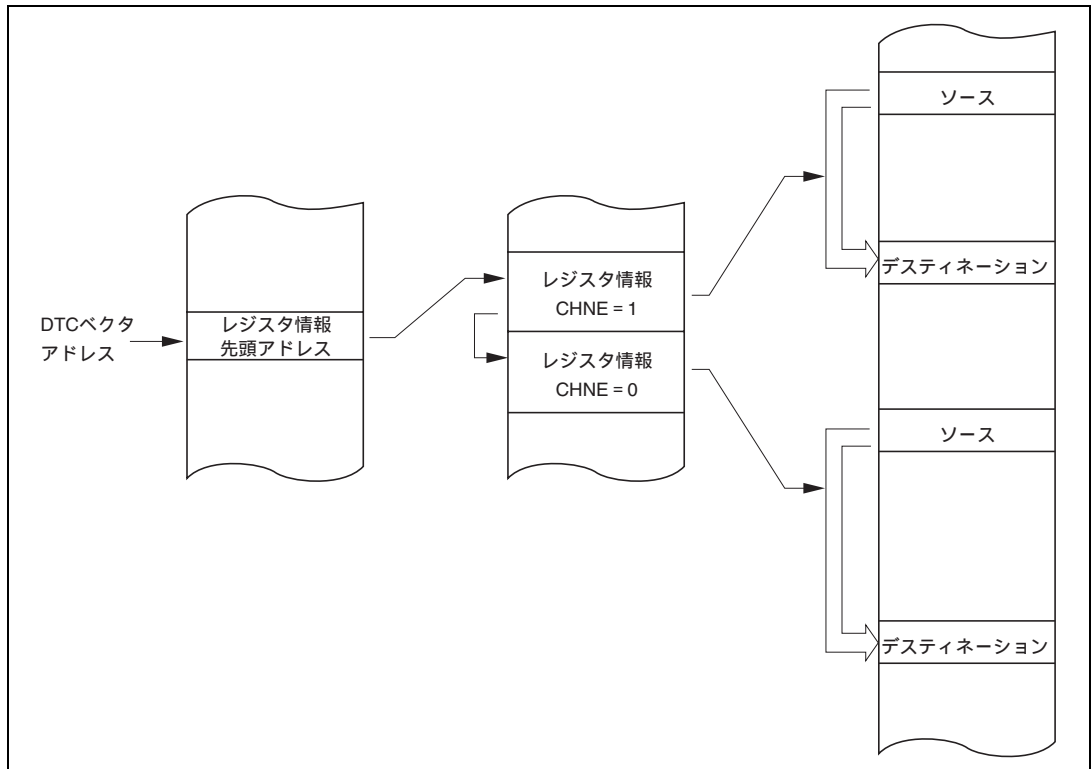 DTCベクタ
アドレス
レジスタ情報
先頭アドレス
レジスタ情報
CHNE = 1
レジスタ情報
CHNE = 0
ソース
デスティネーション
ソース
デスティネーション